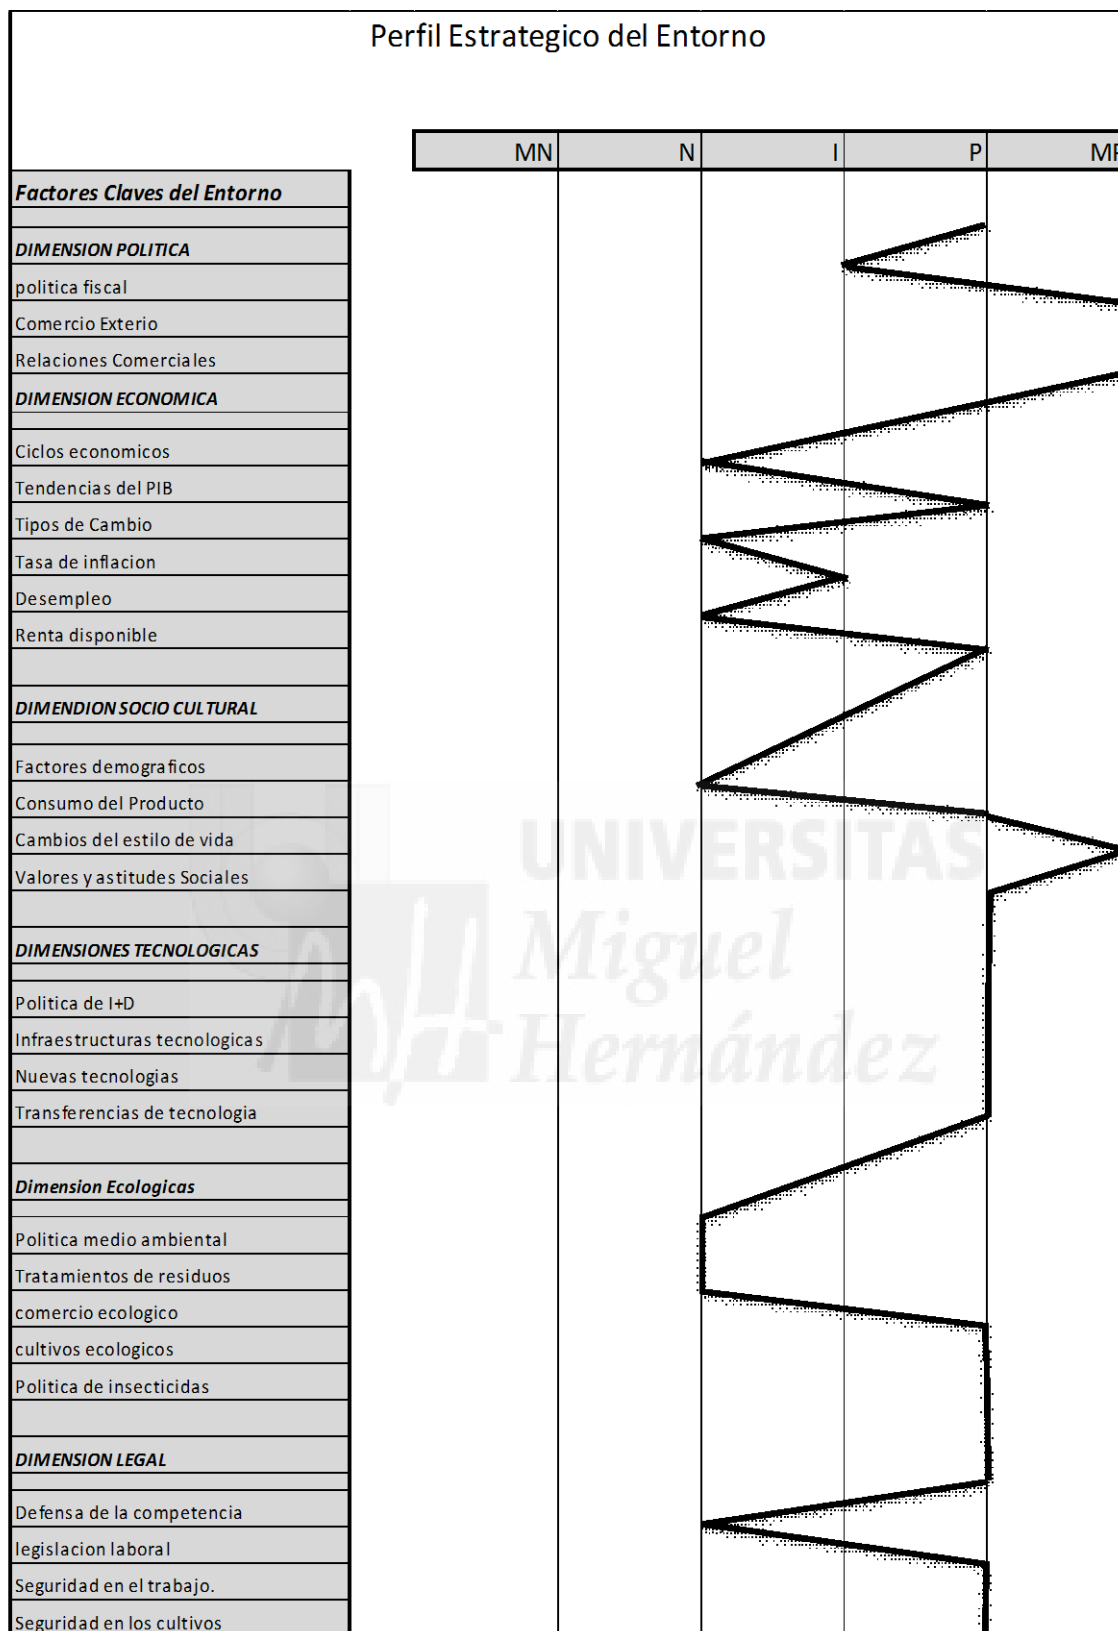 Perfil Estrategico del Entorno
MN N I P MP
Factores Claves del Entorno
DIMENSION POLITICA
politica fiscal
Comercio Exterio
Relaciones Comerciales
DIMENSION ECONOMICA
Ciclos economicos
Tendencias del PIB
Tipos de Cambio
Tasa de inflacion
Desempleo
Renta disponible
DIMENDION SOCIO CULTURAL
Factores demograficos
Consumo del Producto
Cambios del estilo de vida
Valores y astitudes Sociales
DIMENSIONES TECNOLOGICAS
Politica de I+D
Infraestructuras tecnologicas
Nuevas tecnologias
Transferencias de tecnologia
Dimension Ecologicas
Politica medio ambiental
Tratamientos de residuos
comercio ecologico
cultivos ecologicos
Politica de insecticidas
DIMENSION LEGAL
Defensa de la competencia
legislacion laboral
Seguridad en el trabajo.
Seguridad en los cultivos
UNIVERSITAS
Miguel
Hernández